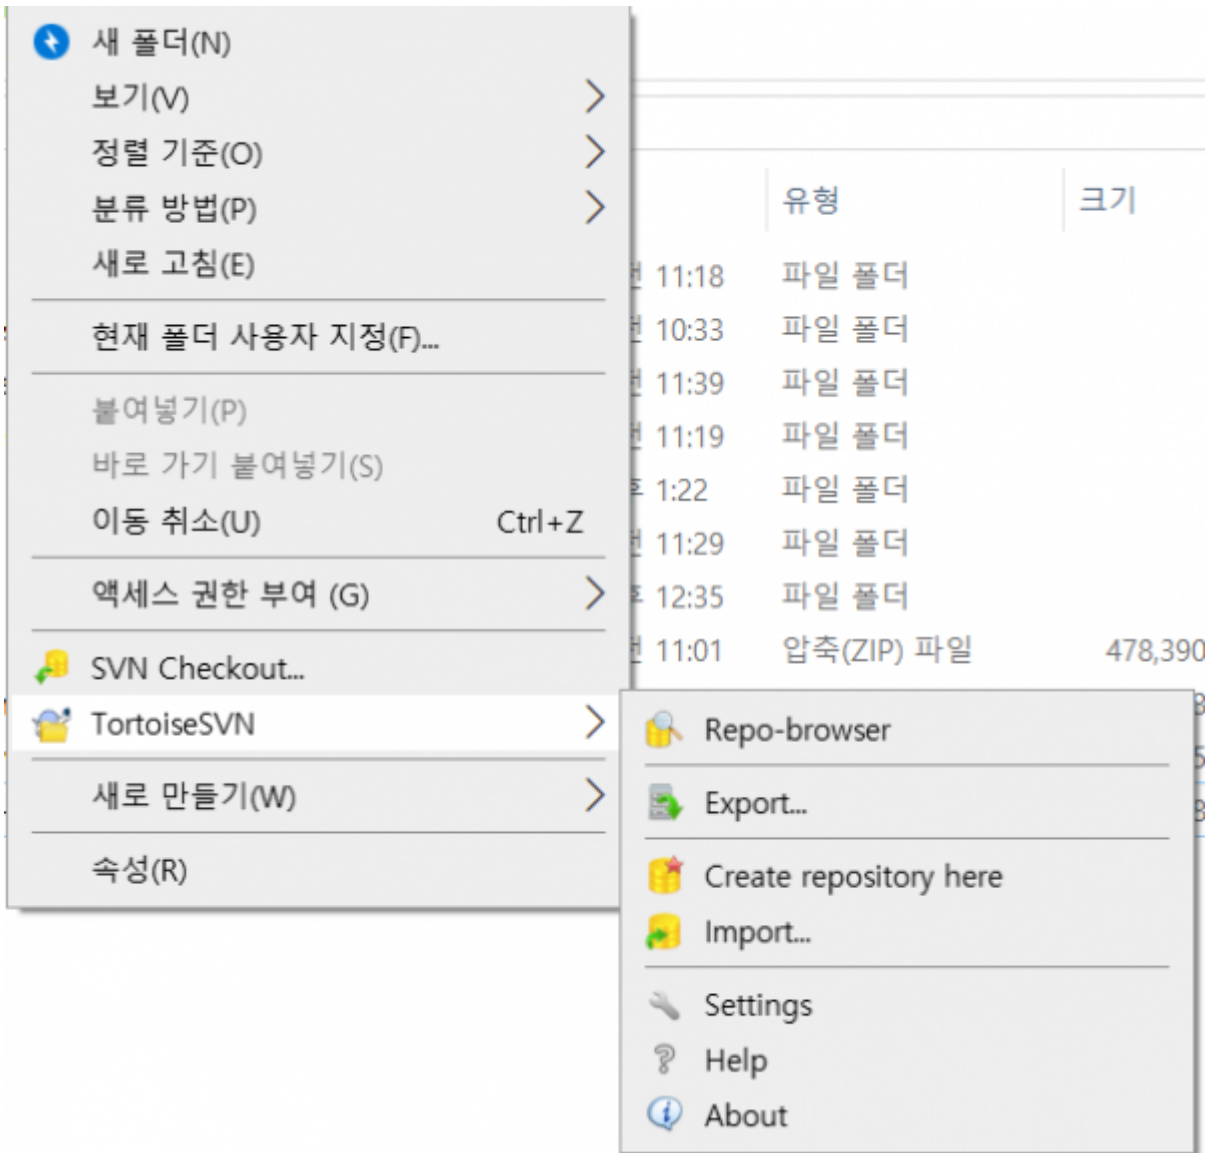 새 폴더(N)
보기(V)
정렬 기준(O)
분류 방법(P)
새로 고침(E)
현재 폴더 사용자 지정(F)...
붙여넣기(P)
바로 가기 붙여넣기(S)
이동 취소(U) Ctrl+Z
액세스 권한 부여 (G)
SVN Checkout...
TortoiseSVN
새로 만들기(W)
속성(R)
유형 크기
11:18 파일 폴더
10:33 파일 폴더
11:39 파일 폴더
11:19 파일 폴더
1:22 파일 폴더
11:29 파일 폴더
12:35 파일 폴더
11:01 압축(ZIP) 파일 478,390
Repo-browser
Export...
Create repository here
Import...
Settings
Help
About